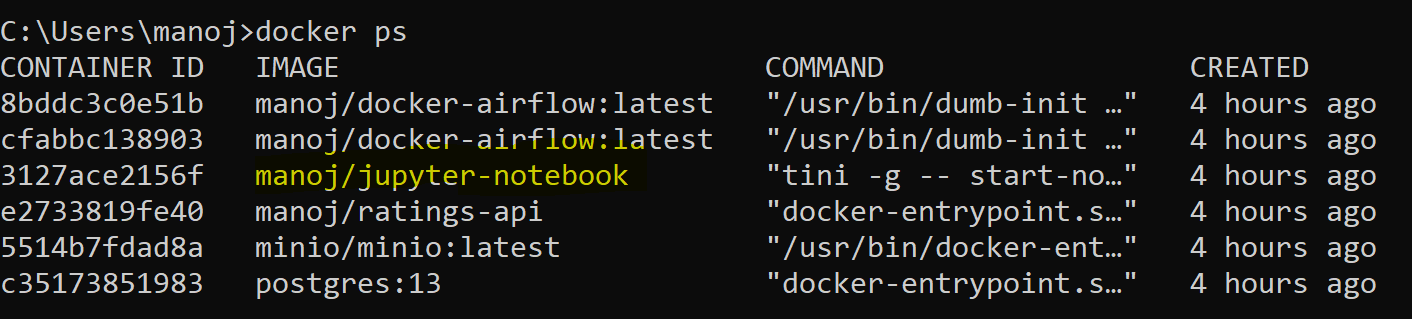 C:\Users\manoj>docker ps
CONTAINER ID IMAGE COMMAND CREATED
8bddc3c0e51b manoj/docker-airflow:latest "/usr/bin/dumb-init …" 4 hours ago
cfabbc138903 manoj/docker-airflow:latest "/usr/bin/dumb-init …" 4 hours ago
3127ace2156f manoj/jupyter-notebook "tini -g -- start-no…" 4 hours ago
e2733819fe40 manoj/ratings-api "docker-entrypoint.s…" 4 hours ago
5514b7fdad8a minio/minio:latest "/usr/bin/docker-ent…" 4 hours ago
c35173851983 postgres:13 "docker-entrypoint.s…" 4 hours ago